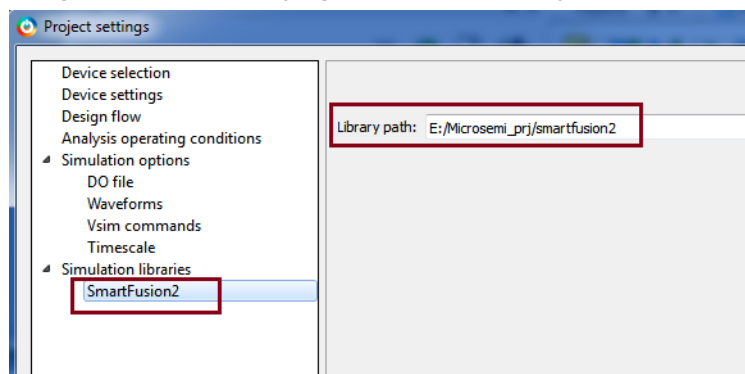 Project settings
Device selection
Device settings
Design flow
Analysis operating conditions
Simulation options
DO file
Waveforms
Vsim commands
Timescale
Simulation libraries
SmartFusion2
Library path: E:/Microsemi_prj/smartfusion2